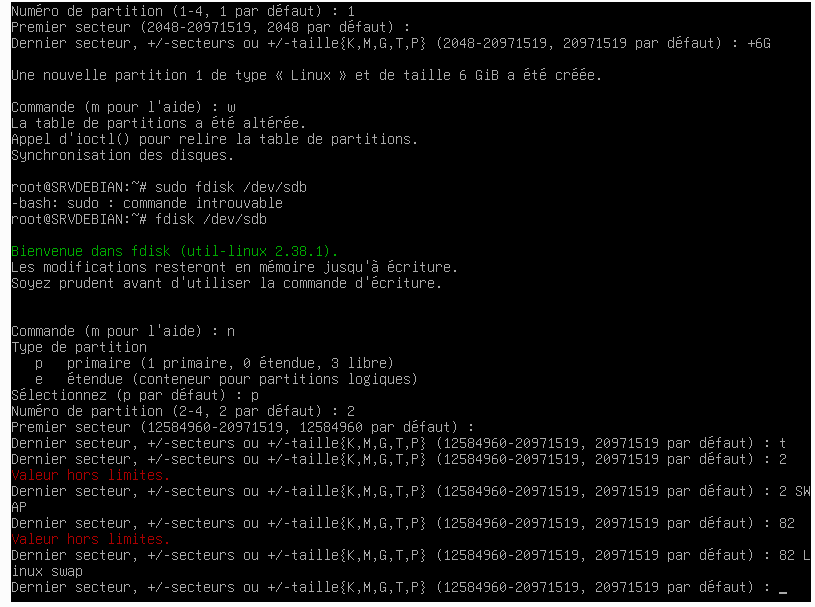 Numéro de partition (1-4, 1 par défaut) : 1
Premier secteur (2048-20971519, 2048 par défaut) :
Dernier secteur, +/-secteurs ou +/-taille{K,M,G,T,P} (2048-20971519, 20971519 par défaut) : +6G
Une nouvelle partition 1 de type « Linux » et de taille 6 GiB a été créée.
Commande (m pour l'aide) : w
La table de partitions a été altérée.
Appel d'ioctl() pour relire la table de partitions.
Synchronisation des disques.
root@SRVDEBIAN:~# sudo fdisk /dev/sdb
-bash: sudo : commande introuvable
root@SRVDEBIAN:~# fdisk /dev/sdb
Bienvenue dans fdisk (util-linux 2.38.1).
Les modifications resteront en mémoire jusqu'à écriture.
Soyez prudent avant d'utiliser la commande d'écriture.
Commande (m pour l'aide) : n
Type de partition
   p   primaire (1 primaire, 0 étendue, 3 libre)
   e   étendue (conteneur pour partitions logiques)
Sélectionnez (p par défaut) : p
Numéro de partition (2-4, 2 par défaut) : 2
Premier secteur (12584960-20971519, 12584960 par défaut) :
Dernier secteur, +/-secteurs ou +/-taille{K,M,G,T,P} (12584960-20971519, 20971519 par défaut) : t
Dernier secteur, +/-secteurs ou +/-taille{K,M,G,T,P} (12584960-20971519, 20971519 par défaut) : 2
Valeur hors limites.
Dernier secteur, +/-secteurs ou +/-taille{K,M,G,T,P} (12584960-20971519, 20971519 par défaut) : 2 SW
AP
Dernier secteur, +/-secteurs ou +/-taille{K,M,G,T,P} (12584960-20971519, 20971519 par défaut) : 82
Valeur hors limites.
Dernier secteur, +/-secteurs ou +/-taille{K,M,G,T,P} (12584960-20971519, 20971519 par défaut) : 82 L
inux swap
Dernier secteur, +/-secteurs ou +/-taille{K,M,G,T,P} (12584960-20971519, 20971519 par défaut) : _